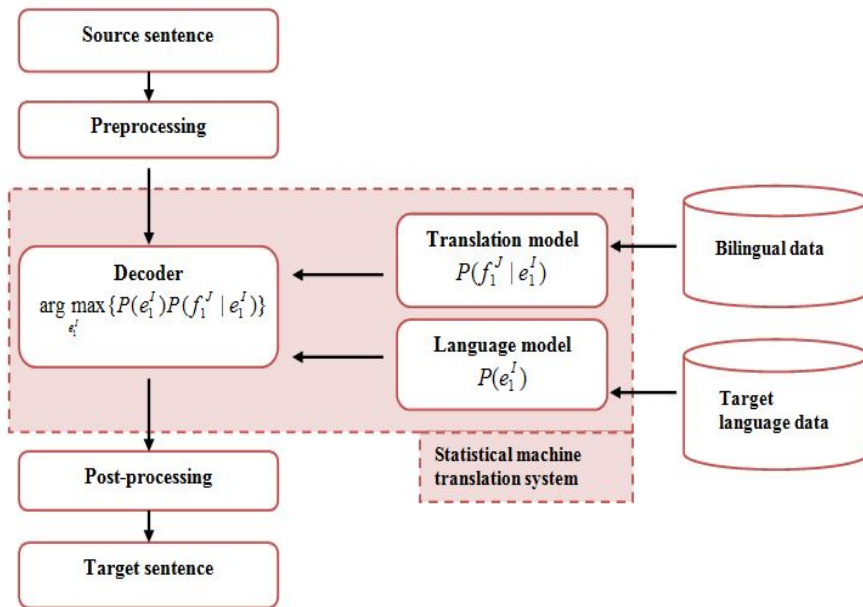 Source sentence
Preprocessing
Decoder
arg max {P(e_1^I)P(f_1^J | e_1^I)}
e_1^I
Translation model
P(f_1^J | e_1^I)
Language model
P(e_1^I)
Bilingual data
Target
language data
Statistical machine
translation system
Post-processing
Target sentence